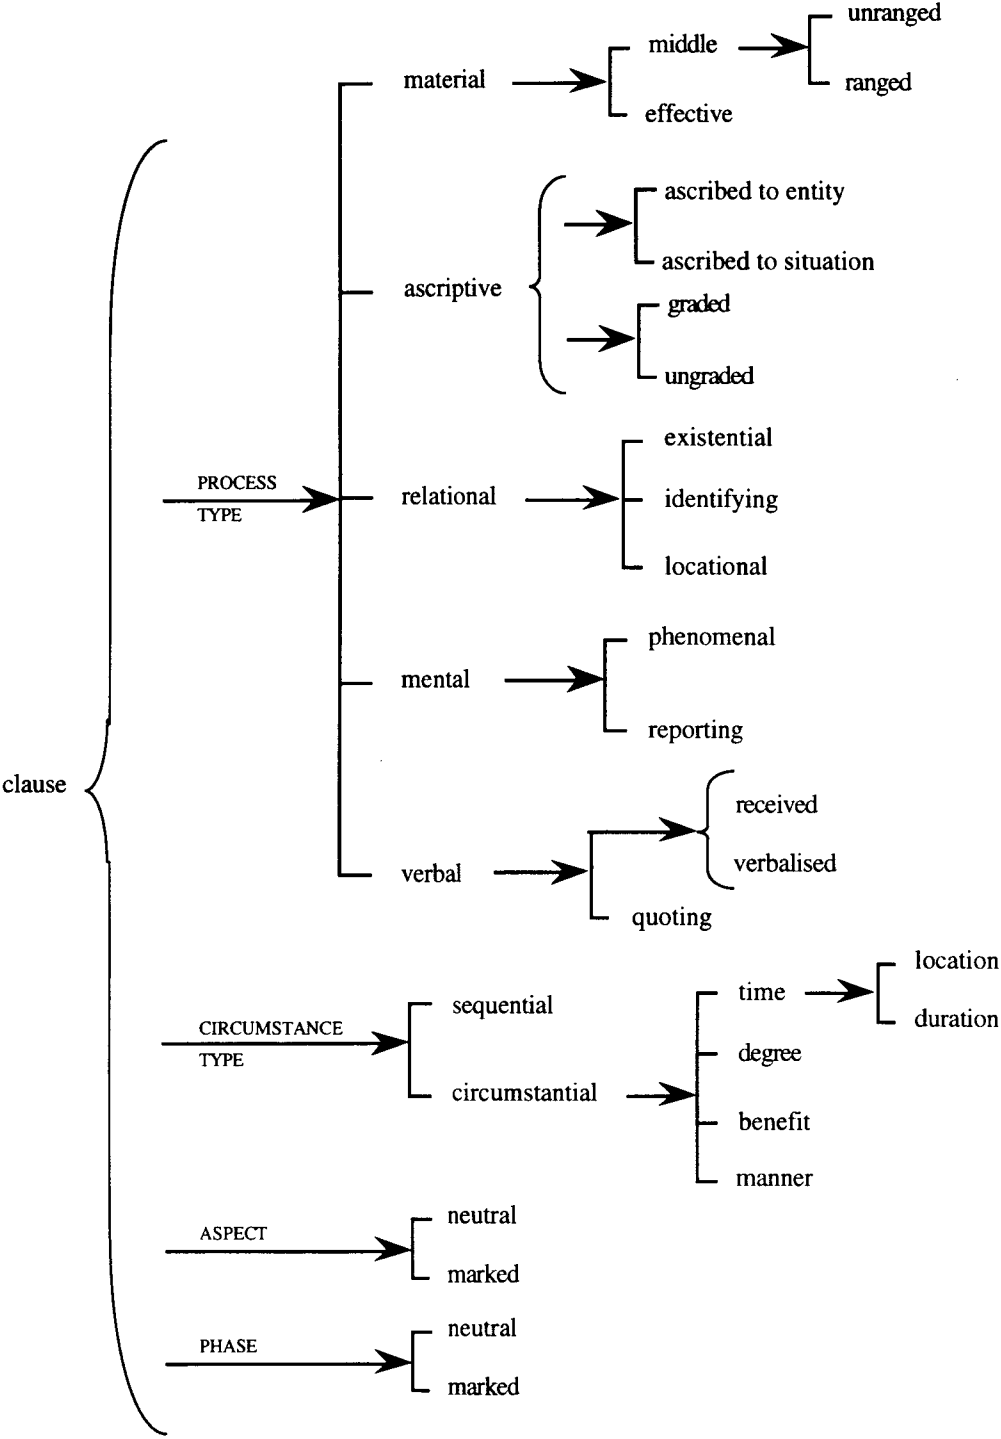 unranged
middle
material
ranged
effective
ascribed to entity
ascribed to situation
ascriptive
graded
ungraded
existential
PROCESS
TYPE
relational
identifying
locational
phenomenal
mental
reporting
clause
received
verbalised
verbal
quoting
location
time
duration
sequential
CIRCUMSTANCE
TYPE
degree
circumstantial
benefit
manner
neutral
ASPECT
marked
neutral
PHASE
marked